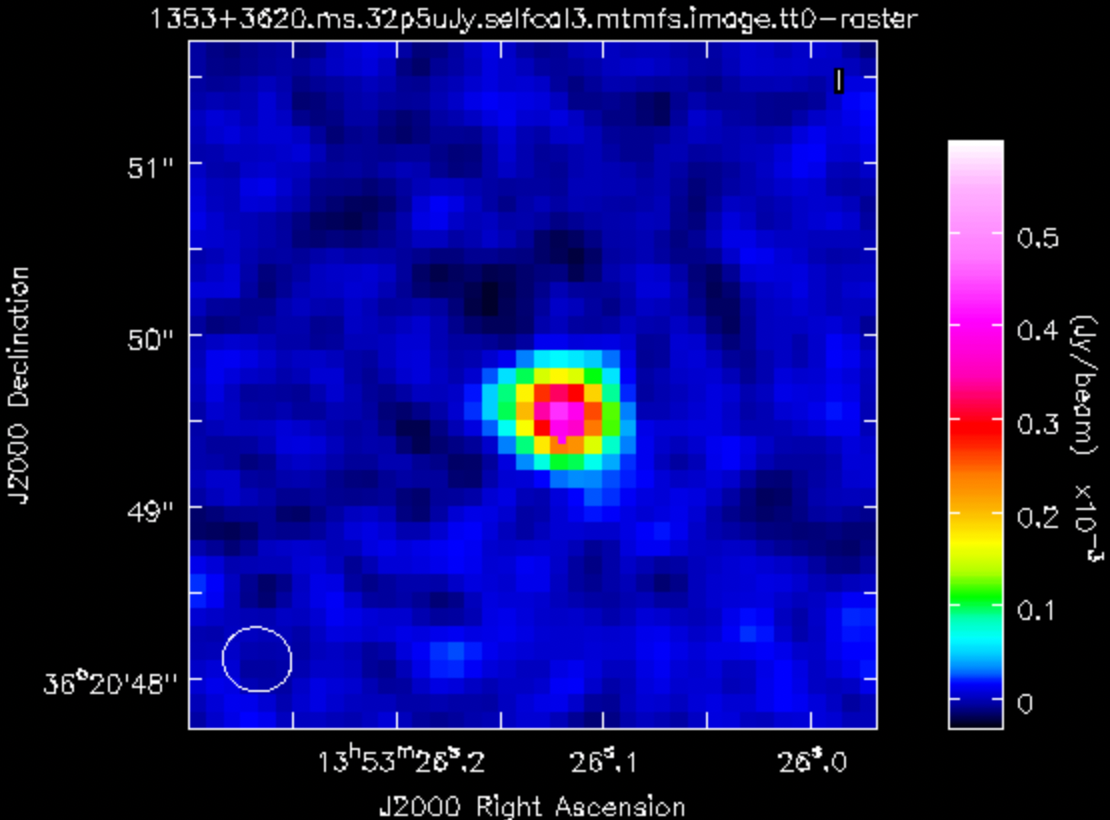 1353+3620.ms.32p5uJy.selfcal3.mtmfs.image.tt0-raster
I
51"
50"
49"
36°20'48"
13h53m26s.2
26s.1
26s.0
J2000 Right Ascension
J2000 Declination
0.5
0.4
0.3
0.2
0.1
0
(Jy/beam) x10⁻³